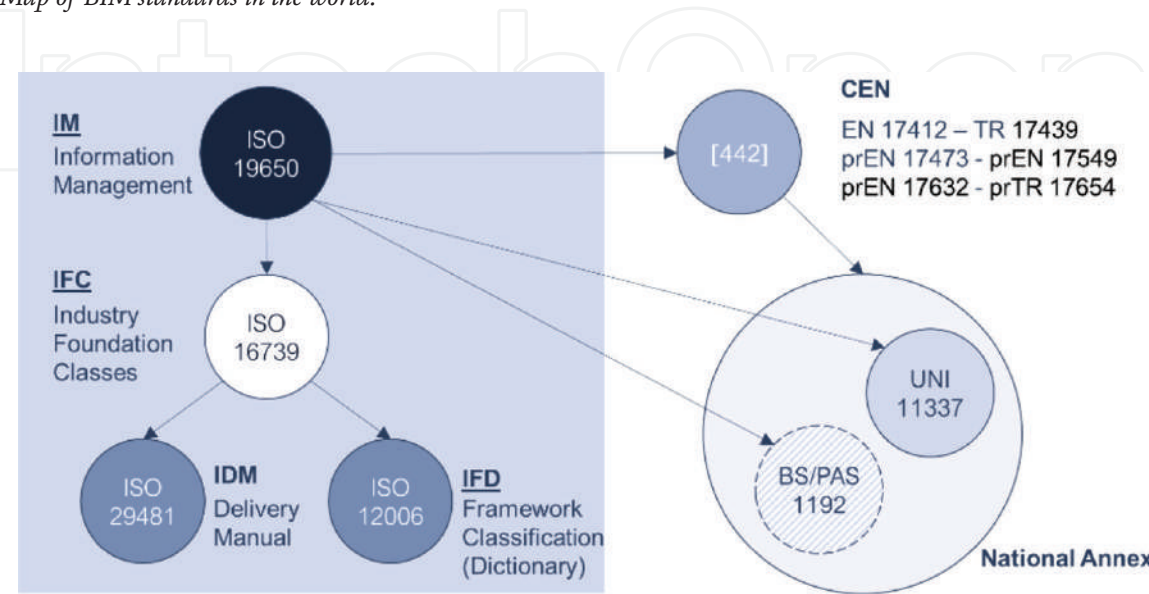 Map of BIM standards in the world.
IntechOpen
IM
Information
Management
ISO
19650
[442]
CEN
EN 17412 – TR 17439
prEN 17473 - prEN 17549
prEN 17632 - prTR 17654
IFC
Industry
Foundation
Classes
ISO
16739
UNI
11337
BS/PAS
1192
National Annex
ISO
29481
IDM
Delivery
Manual
ISO
12006
IFD
Framework
Classification
(Dictionary)